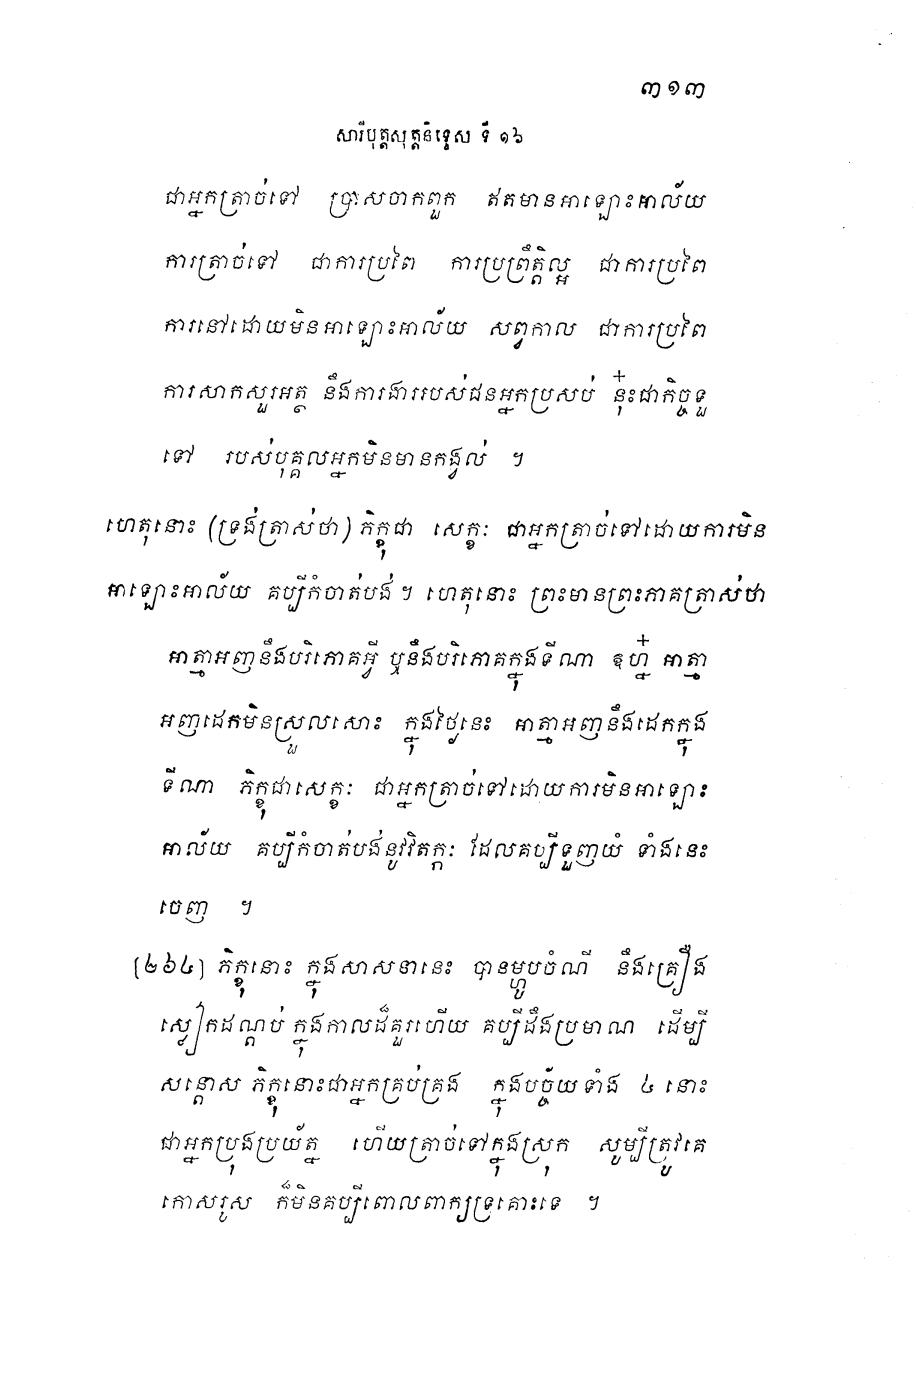 ៣១៣
សារីបុត្តសុត្តនិទ្ទេស ទី ១៦
ជាអ្នកត្រាច់ទៅ ប្រាសចាកពួក ឥតមានអាឡោះអាល័យ
ការត្រាច់ទៅ ជាការប្រពៃ ការប្រព្រឹត្តិល្អ ជាការប្រពៃ
ការនៅដោយមិនអាឡោះអាល័យ សព្វកាល ជាការប្រពៃ
ការសាកសួរអត្ថ នឹងការងាររបស់ជនអ្នកប្រសប់ នុ៎ះជាកិច្ចទួ
ទៅ របស់បុគ្គលអ្នកមិនមានកង្វល់ ។
ហេតុនោះ (ទ្រង់ត្រាស់ថា) ភិក្ខុជា សេក្ខៈ ជាអ្នកត្រាច់ទៅដោយការមិន
អាឡោះអាល័យ គប្បីកំចាត់បង់ ។ ហេតុនោះ ព្រះមានព្រះភាគត្រាស់ថា
អាត្មាអញនឹងបរិភោគអ្វី ឬនឹងបរិភោគក្នុងទីណា ឧហ្ន៎ អាត្មា
អញដេកមិនស្រួលសោះ ក្នុងថ្ងៃនេះ អាត្មាអញនឹងដេកក្នុង
ទីណា ភិក្ខុជាសេក្ខៈ ជាអ្នកត្រាច់ទៅដោយការមិនអាឡោះ
អាល័យ គប្បីកំចាត់បង់នូវវិតក្កៈ ដែលគប្បីទួញយំ ទាំងនេះ
ចេញ ។
[២៦៤] ភិក្ខុនោះ ក្នុងសាសនានេះ បានម្ហូបចំណី នឹងគ្រឿង
ស្លៀកដណ្តប់ ក្នុងកាលដ៏គួរហើយ គប្បីដឹងប្រមាណ ដើម្បី
សន្តោស ភិក្ខុនោះជាអ្នកគ្រប់គ្រង ក្នុងបច្ច័យទាំង ៤ នោះ
ជាអ្នកប្រុងប្រយ័ត្ន ហើយត្រាច់ទៅក្នុងស្រុក សូម្បីត្រូវគេ
កោសរូស ក៏មិនគប្បីពោលពាក្យទ្រគោះទេ ។